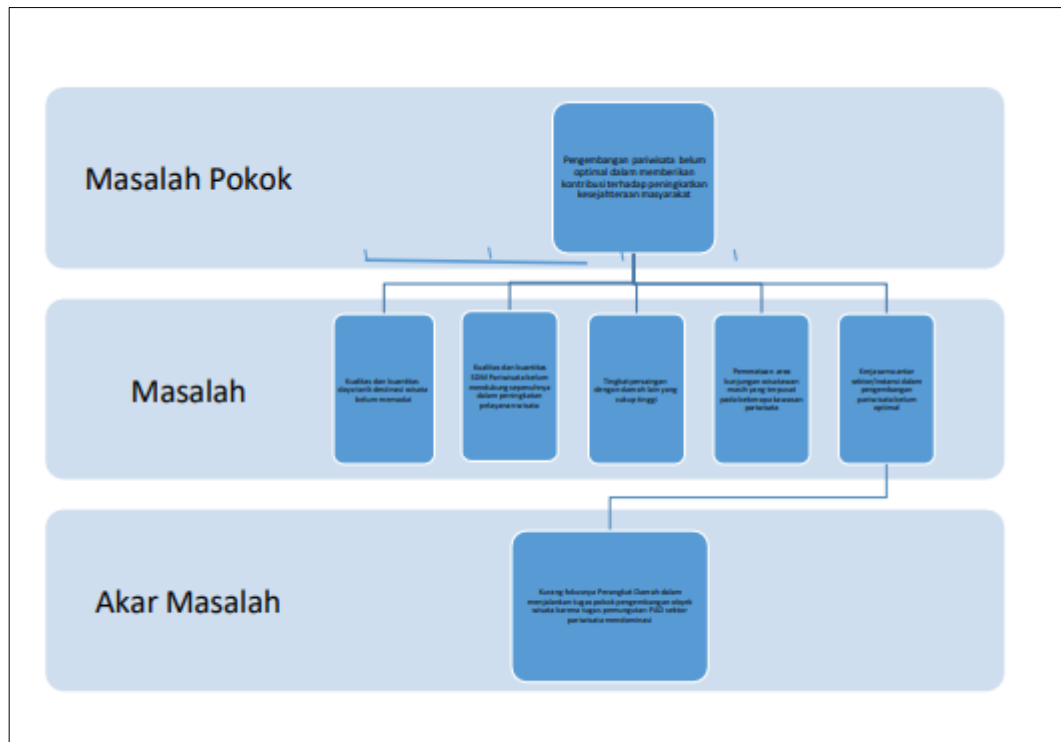 Masalah Pokok
Pengembangan pariwisata belum
optimal dalam memberikan
kontribusi terhadap peningkatkan
kesejahteraan masyarakat
Masalah
Kualitas dan kuantitas
daya tarik destinasi wisata
belum memadai
Kualitas dan kuantitas
SDM Pariwisata belum
mendukung sepenuhnya
dalam peningkatan
pelayanan wisata
Tingkat persaingan
dengan daerah lain yang
cukup tinggi
Pemerataan area
kunjungan wisatawan
masih yang terpusat
pada beberapa kawasan
pariwisata
Kerjasama antar
sektor/instansi dalam
pengembangan
pariwisata belum
optimal
Akar Masalah
Kurang fokusnya Perangkat Daerah dalam
menjalankan tugas pokok pengembangan obyek
wisata karena tugas pemungutan PAD sektor
pariwisata mendominasi